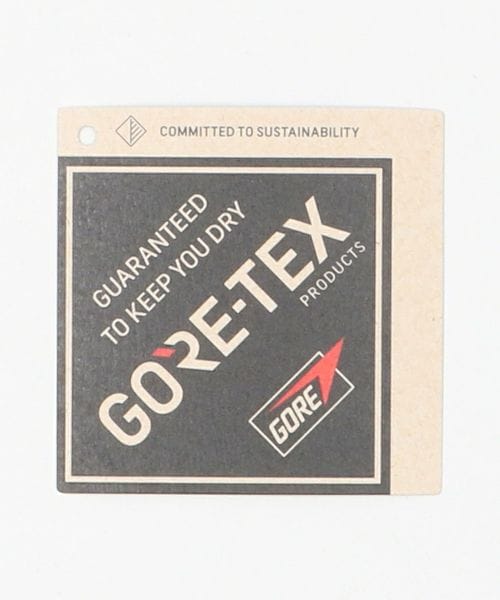 COMMITTED TO SUSTAINABILITY
GUARANTEED
TO KEEP YOU DRY
GORE-TEX
PRODUCTS
GORE